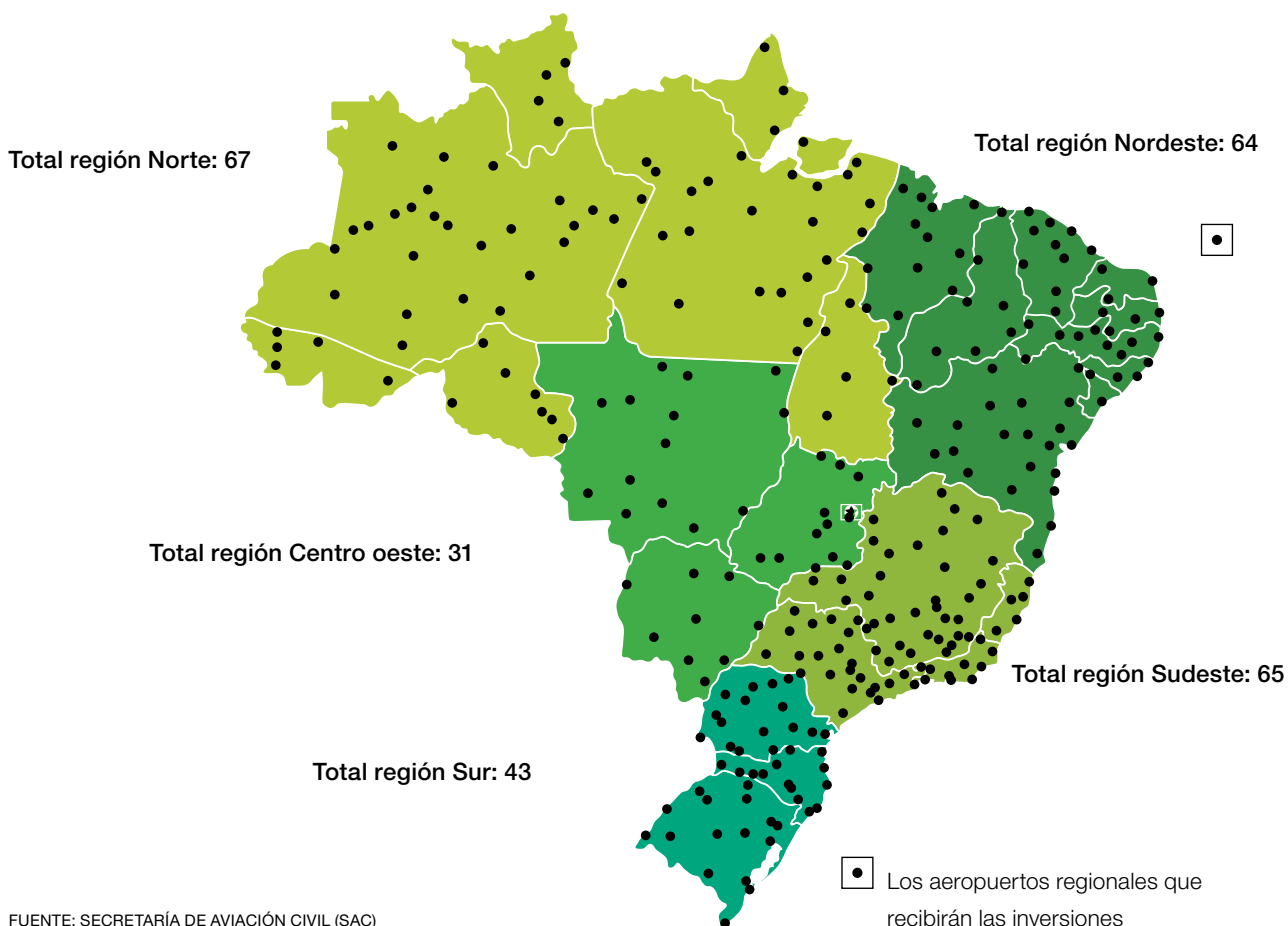 Total región Norte: 67
Total región Nordeste: 64
Total región Centro oeste: 31
Total región Sudeste: 65
Total región Sur: 43
Los aeropuertos regionales que
recibirán las inversiones
FUENTE: SECRETARÍA DE AVIACIÓN CIVIL (SAC)